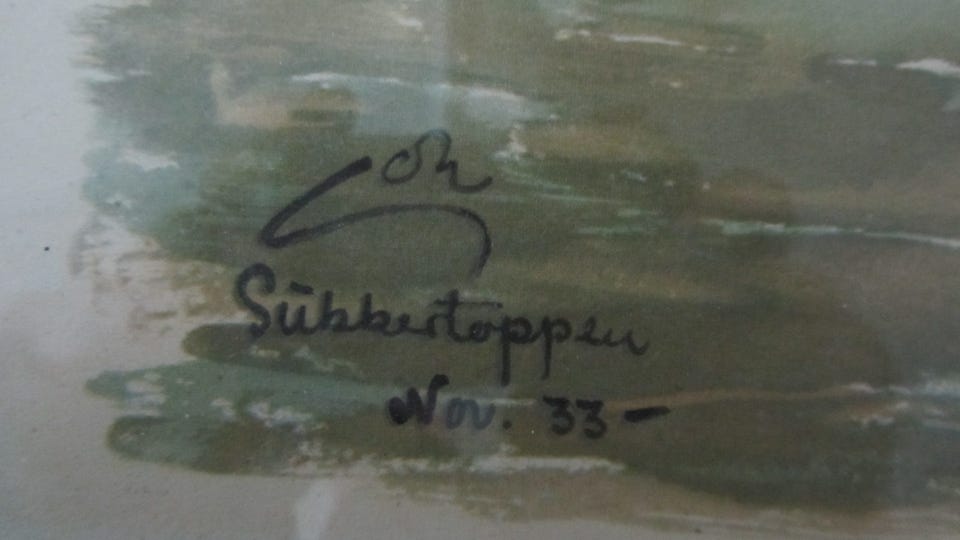 Sükkertoppen
Nov. 33-